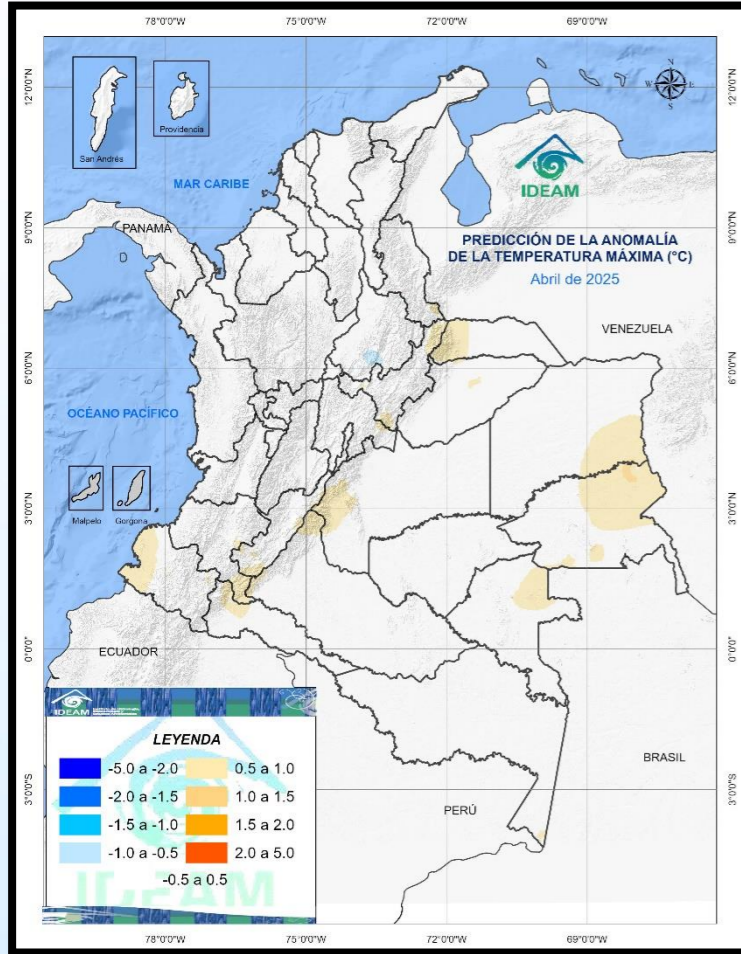 78°0'0"W 75°0'0"W 72°0'0"W 69°0'0"W
12°0'0"N
9°0'0"N
6°0'0"N
3°0'0"N
0°0'0"
3°0'0"S
12°0'0"N
9°0'0"N
6°0'0"N
3°0'0"N
0°0'0"
3°0'0"S
San Andrés
Providencia
N
W E
S
MAR CARIBE
IDEAM
PANAMA
PREDICCIÓN DE LA ANOMALÍA
DE LA TEMPERATURA MÁXIMA (°C)
Abril de 2025
VENEZUELA
OCÉANO PACÍFICO
Malpelo
Gorgona
ECUADOR
BRASIL
PERÚ
IDEAM
LEYENDA
-5.0 a -2.0 0.5 a 1.0
-2.0 a -1.5 1.0 a 1.5
-1.5 a -1.0 1.5 a 2.0
-1.0 a -0.5 2.0 a 5.0
-0.5 a 0.5
IDEAM
78°0'0"W 75°0'0"W 72°0'0"W 69°0'0"W